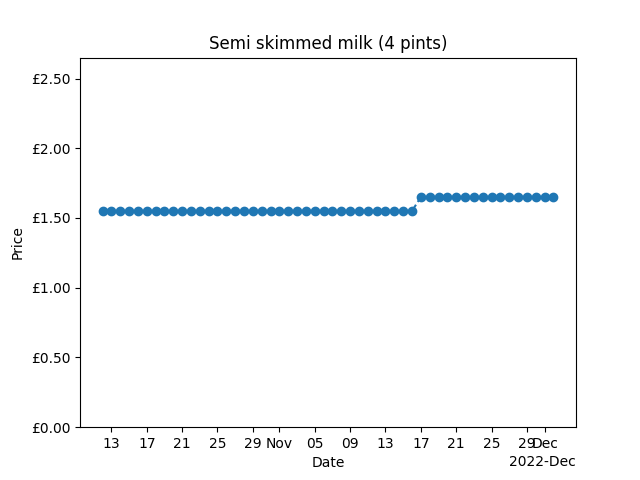 Semi skimmed milk (4 pints)
£2.50
£2.00
£1.50
£1.00
£0.50
£0.00
Price
13 17 21 25 29 Nov 05 09 13 17 21 25 29 Dec
Date
2022-Dec